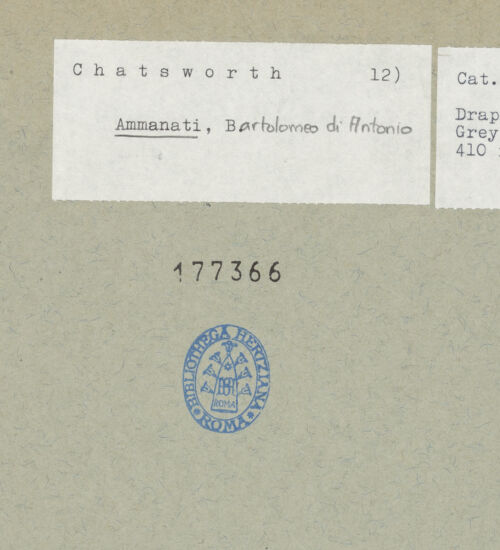 Chatsworth 12)
Ammanati, Bartolomeo di Antonio
Cat.
Drap
Grey
410
177366
BIBLIOTHECA HERTZIANA
ROMA
ROMA